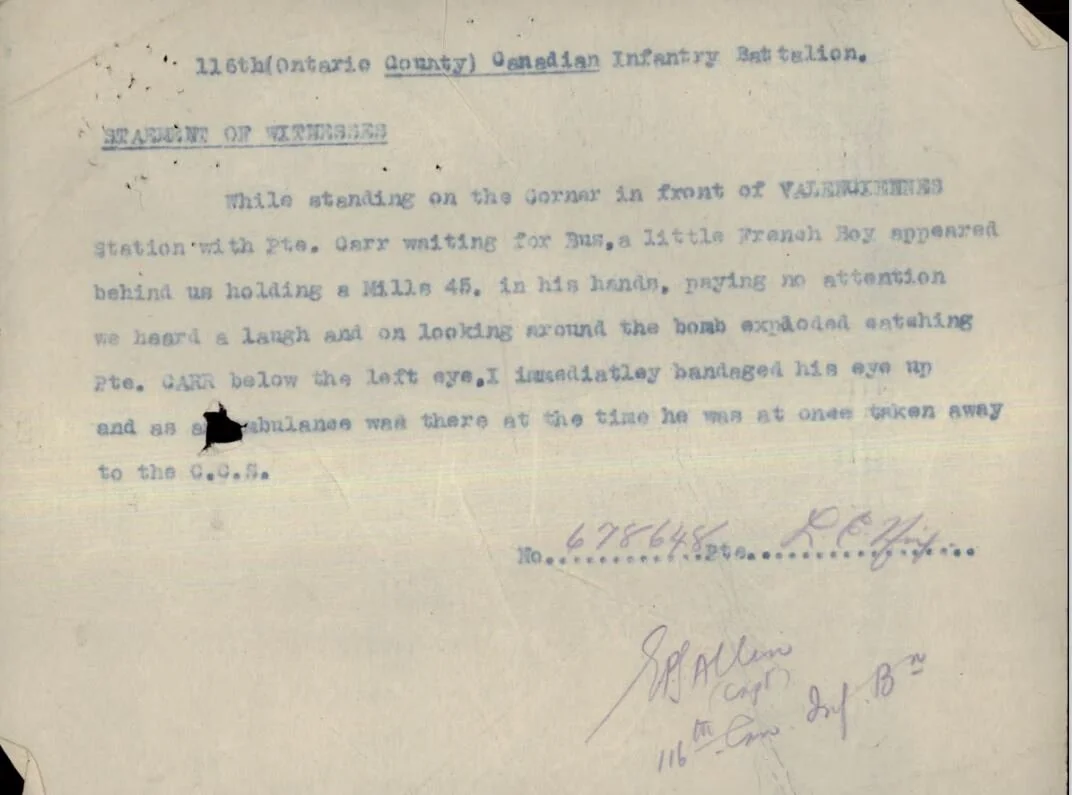 116th(Ontario County) Canadian Infantry Battalion.
STAEMENT OF WITNESSES
While standing on the Corner in front of VALENCIENNES
Station with Pte. Carr waiting for Bus,a little French Boy appeared
behind us holding a Mills 45. in his hands, paying no attention
we heard a laugh and on looking around the bomb exploded catching
Pte. CARR below the left eye,I immediatley bandaged his eye up
and as a bulance was there at the time he was at once taken away
to the C.C.S.
No. 678648 Pte. L E
Allin
(Capt)
116th Can Inf. Bn